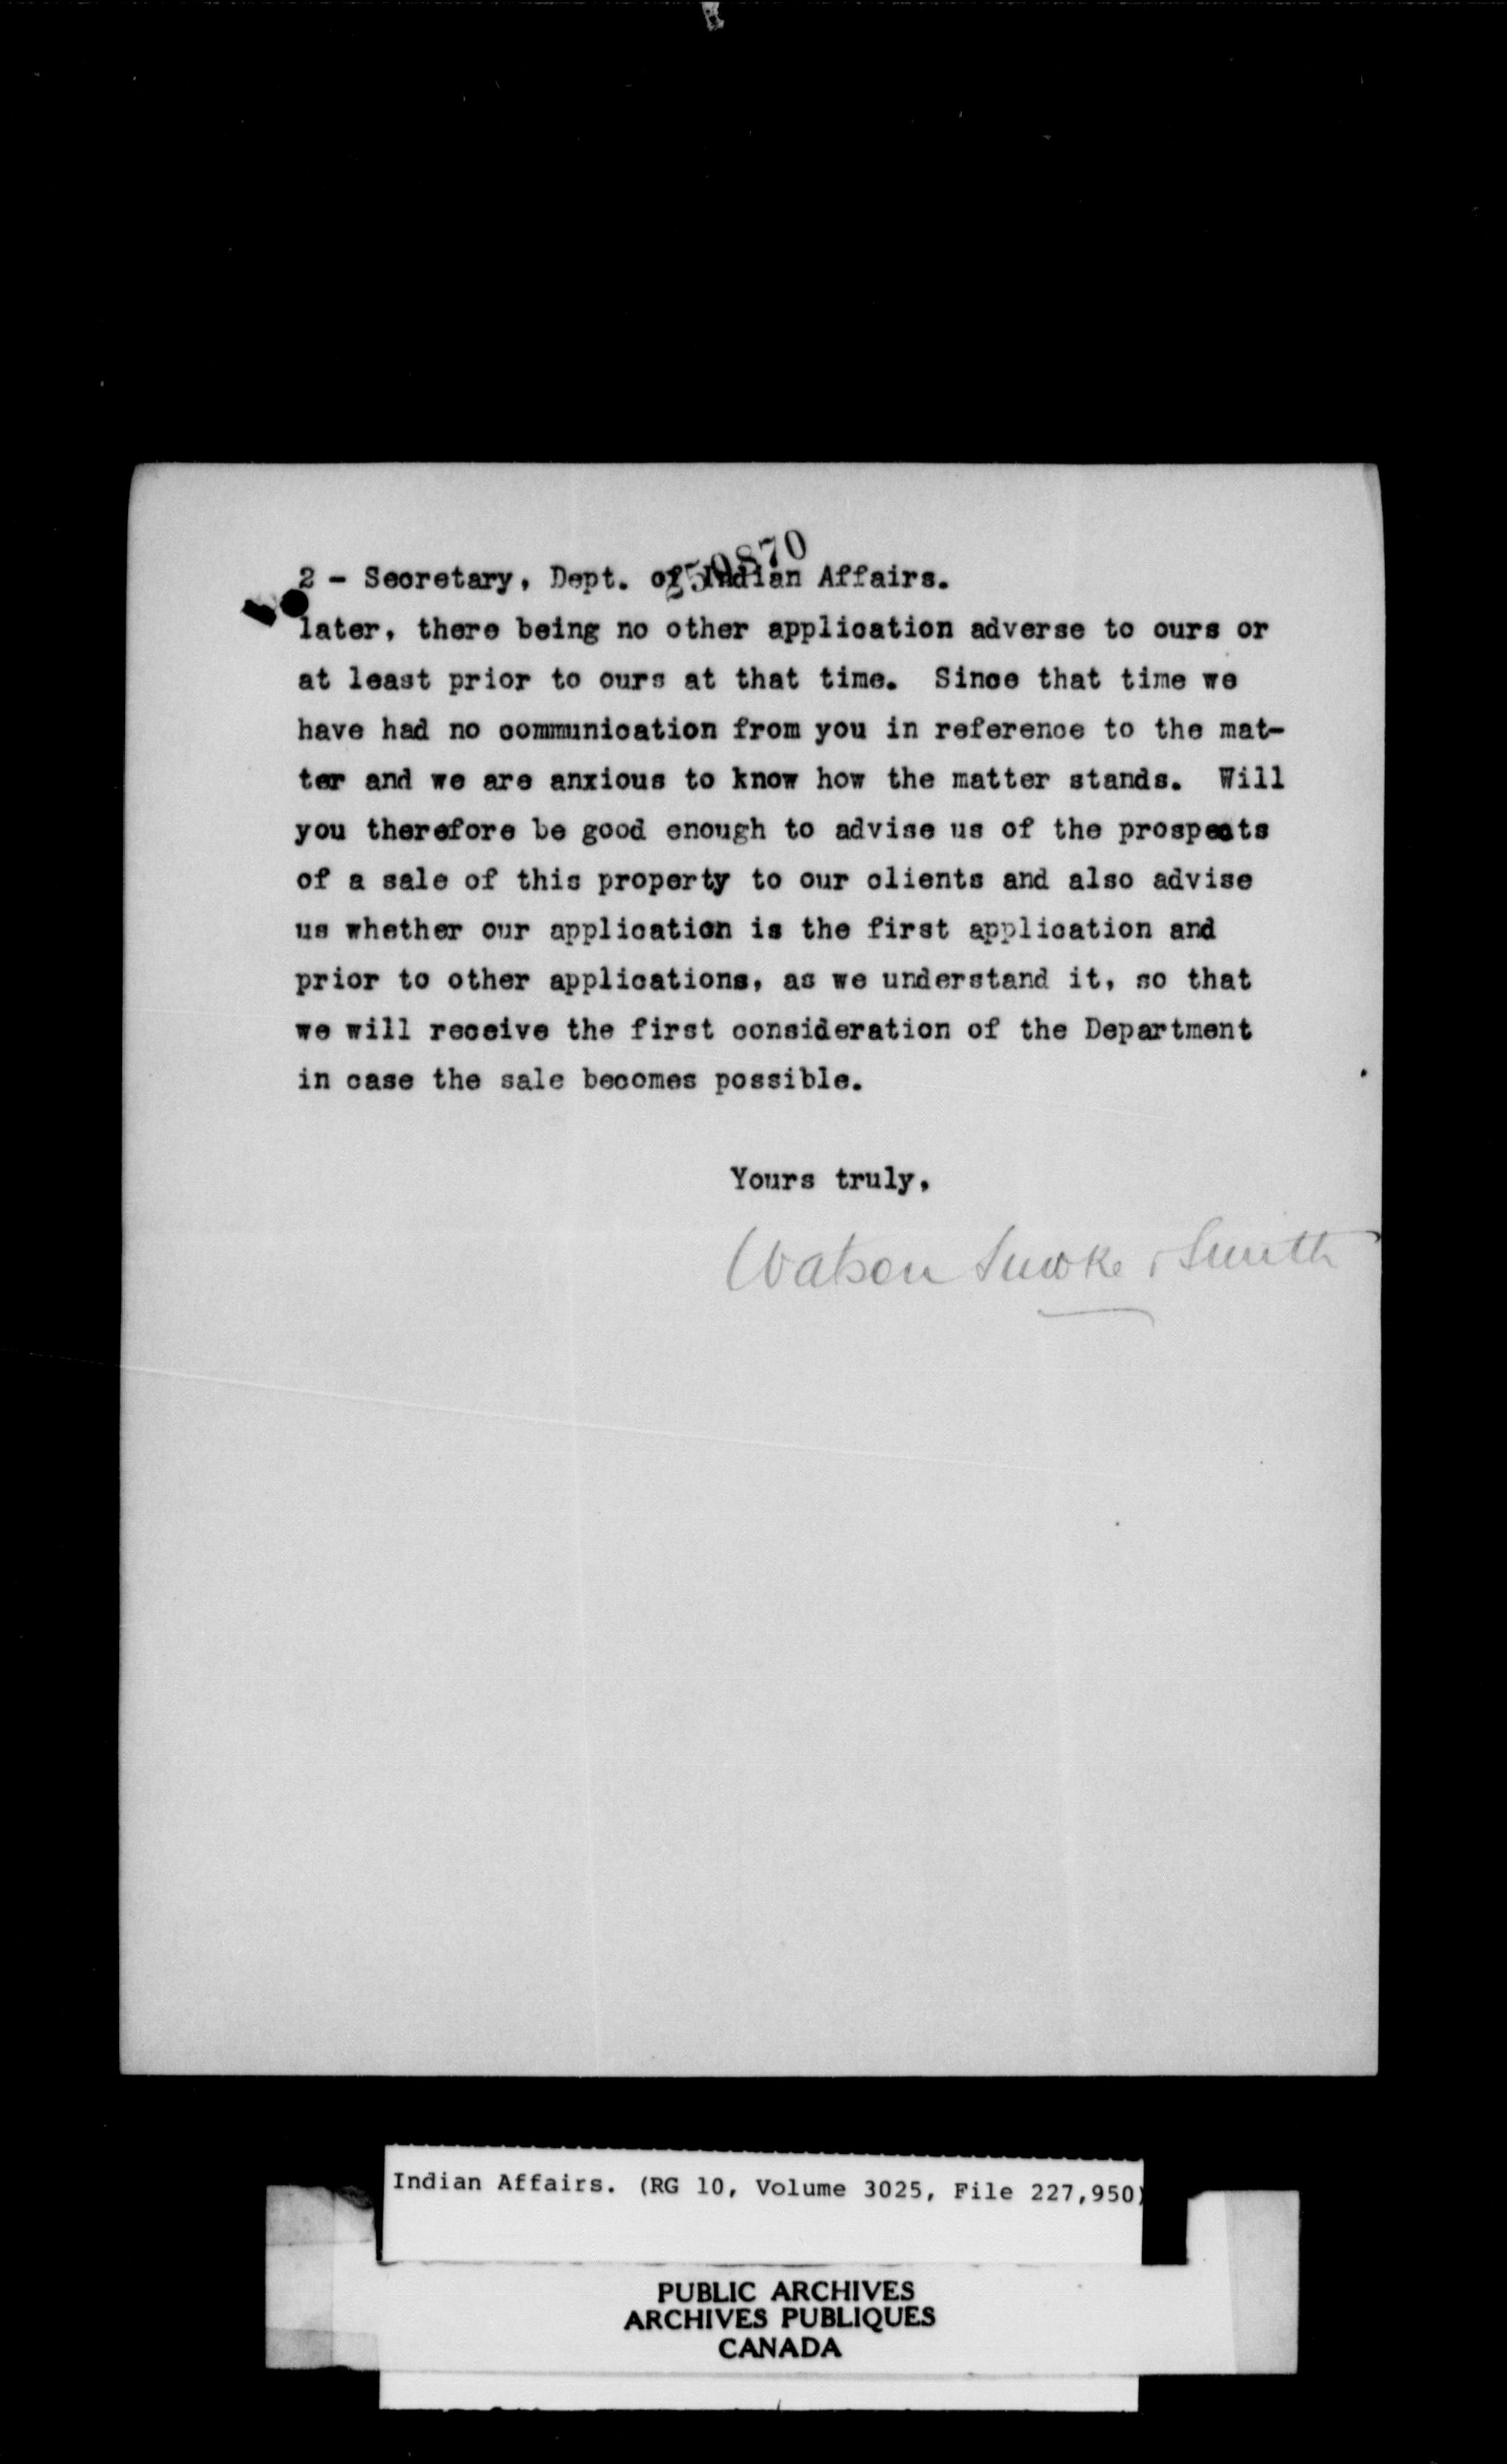 259870
2 - Secretary, Dept. of Indian Affairs.
later, there being no other application adverse to ours or
at least prior to ours at that time. Since that time we
have had no communication from you in reference to the mat-
ter and we are anxious to know how the matter stands. Will
you therefore be good enough to advise us of the prospects
of a sale of this property to our clients and also advise
us whether our application is the first application and
prior to other applications, as we understand it, so that
we will receive the first consideration of the Department
in case the sale becomes possible.
Yours truly,
Watson Smoke & Smith
Indian Affairs. (RG 10, Volume 3025, File 227,950)
PUBLIC ARCHIVES
ARCHIVES PUBLIQUES
CANADA